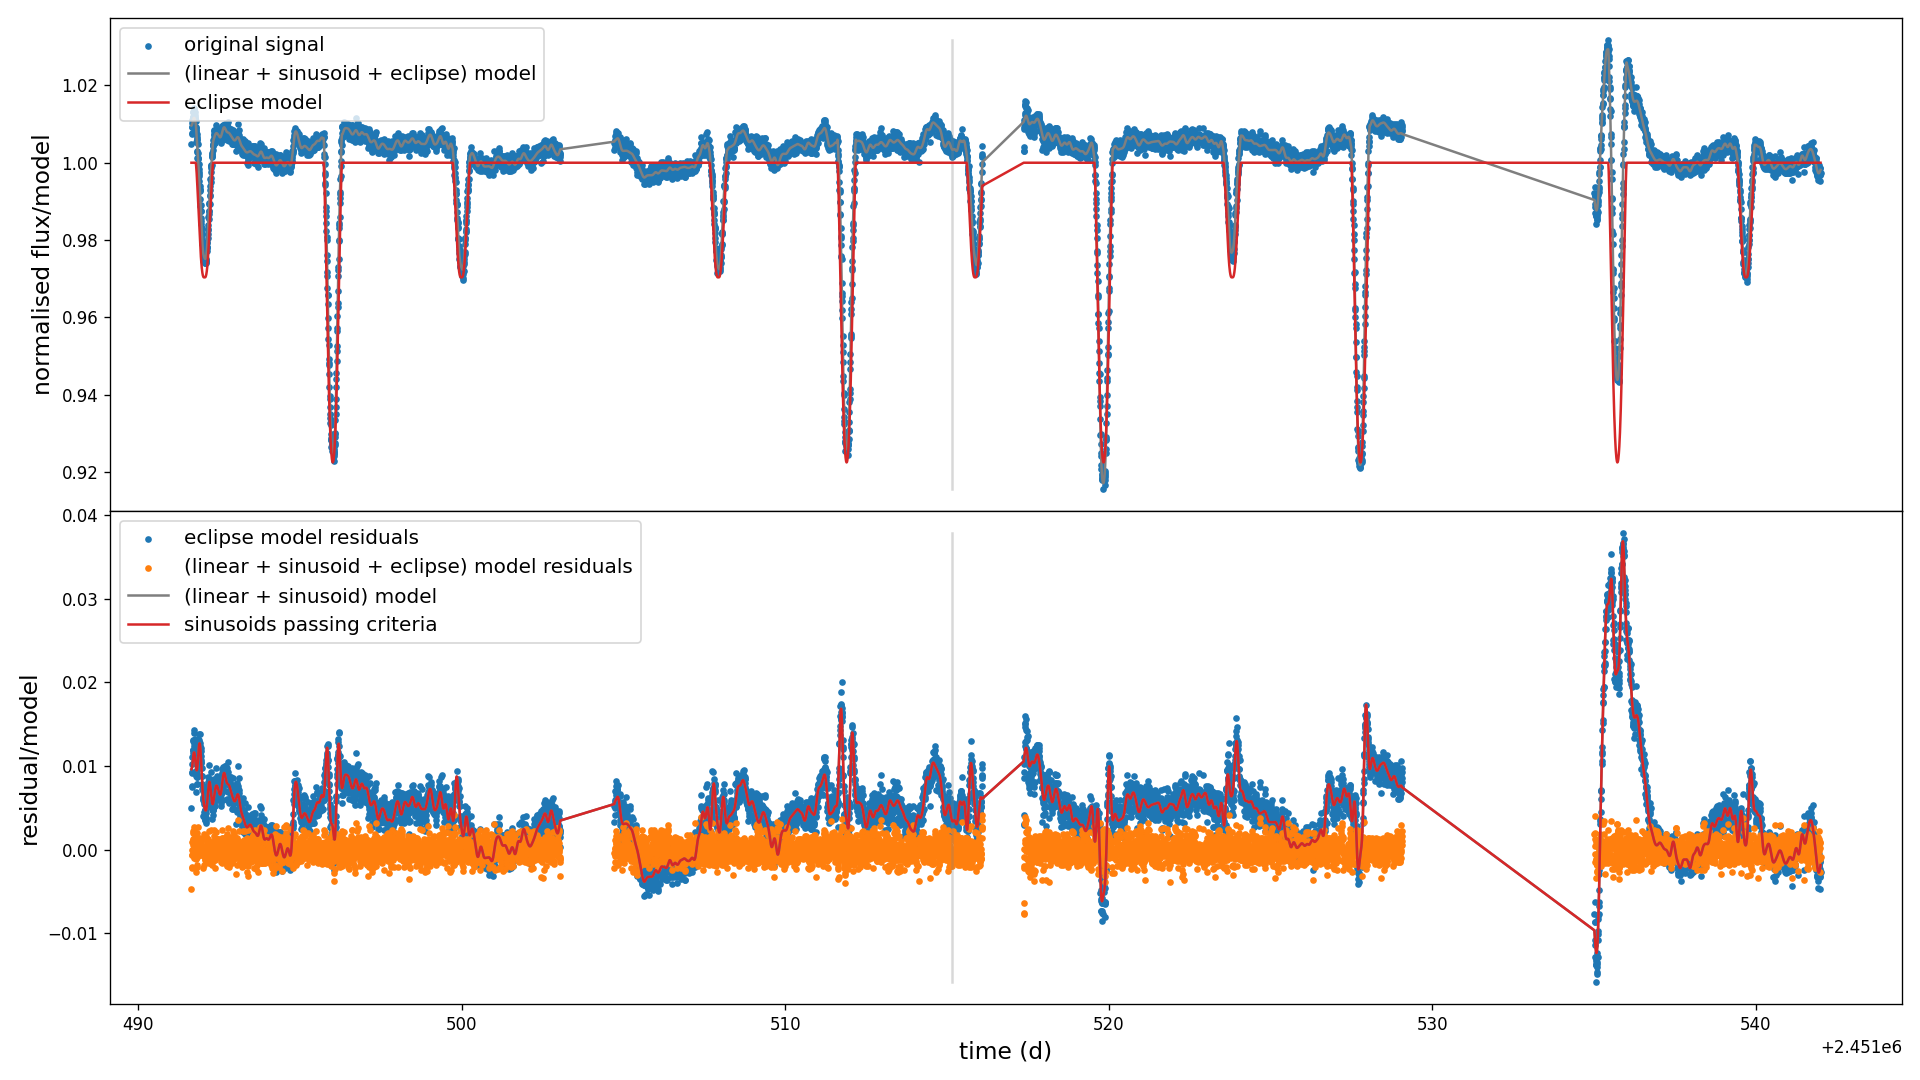 original signal
(linear + sinusoid + eclipse) model
eclipse model
normalised flux/model
1.02
1.00
0.98
0.96
0.94
0.92
eclipse model residuals
(linear + sinusoid + eclipse) model residuals
(linear + sinusoid) model
sinusoids passing criteria
residual/model
0.04
0.03
0.02
0.01
0.00
−0.01
490
500
510
520
530
540
time (d)
+2.451e6